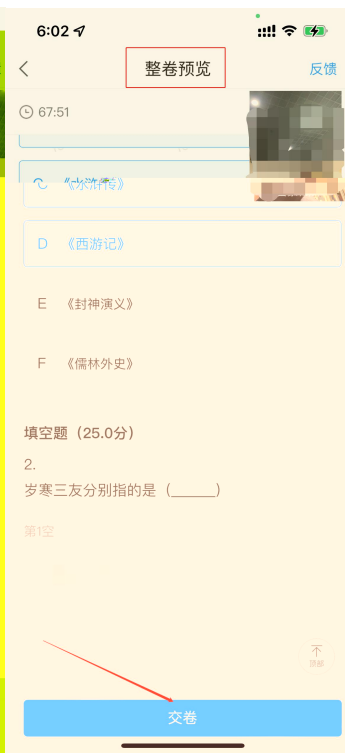 6:02
整卷预览
反馈
67:51
C 《水浒传》
D 《西游记》
E 《封神演义》
F 《儒林外史》
填空题（25.0分）
2.
岁寒三友分别指的是（______）
第1空
顶部
交卷